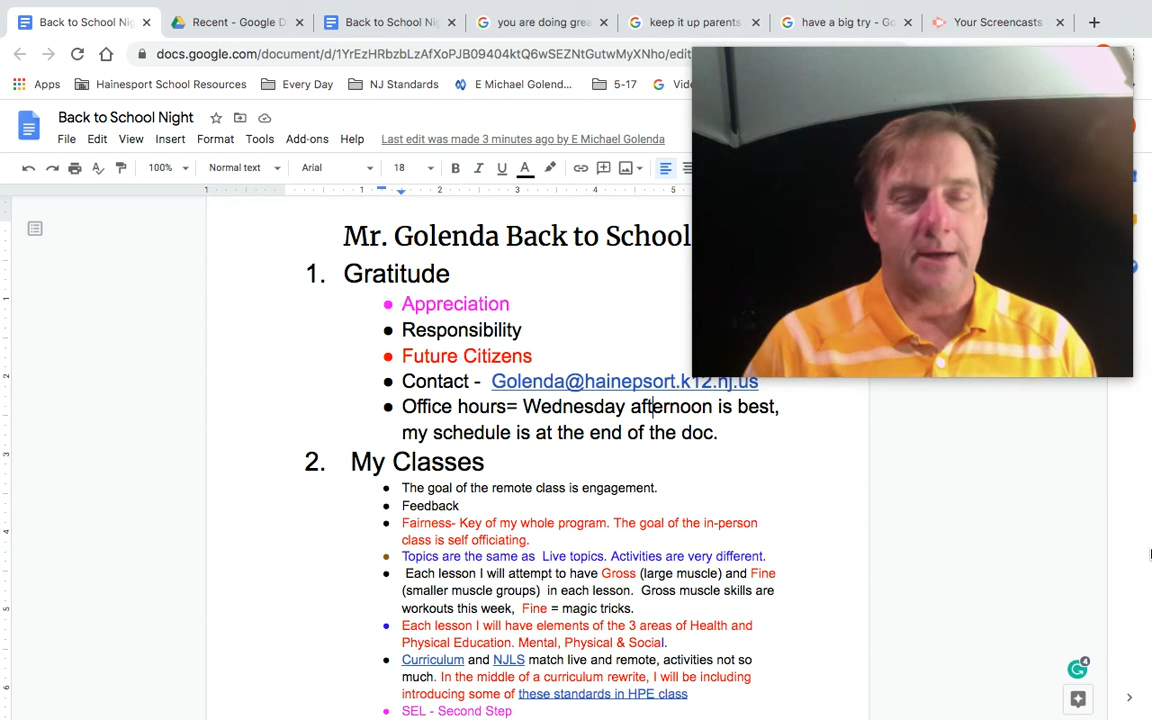 Back to School Nig
Recent - Google D
Back to School Nig
you are doing grea
keep it up parents
have a big try - Go
Your Screencasts
docs.google.com/document/d/1YrEzHRbzbLzAfXoPJB09404ktQ6wSEZNtGutwMyXNho/edit
Apps
Hainesport School Resources
Every Day
NJ Standards
E Michael Golend...
5-17
Back to School Night
File Edit View Insert Format Tools Add-ons Help Last edit was made 3 minutes ago by E Michael Golenda
100% Normal text Arial 18 B I U A
1 1 2 3 4 5
Mr. Golenda Back to School
1. Gratitude
● Appreciation
● Responsibility
● Future Citizens
● Contact - Golenda@hainepsort.k12.nj.us
● Office hours= Wednesday afternoon is best,
my schedule is at the end of the doc.
2. My Classes
● The goal of the remote class is engagement.
● Feedback
● Fairness- Key of my whole program. The goal of the in-person
class is self officiating.
● Topics are the same as Live topics. Activities are very different.
● Each lesson I will attempt to have Gross (large muscle) and Fine
(smaller muscle groups) in each lesson. Gross muscle skills are
workouts this week, Fine = magic tricks.
● Each lesson I will have elements of the 3 areas of Health and
Physical Education. Mental, Physical & Social.
● Curriculum and NJLS match live and remote, activities not so
much. In the middle of a curriculum rewrite, I will be including
introducing some of these standards in HPE class
● SEL - Second Step
4